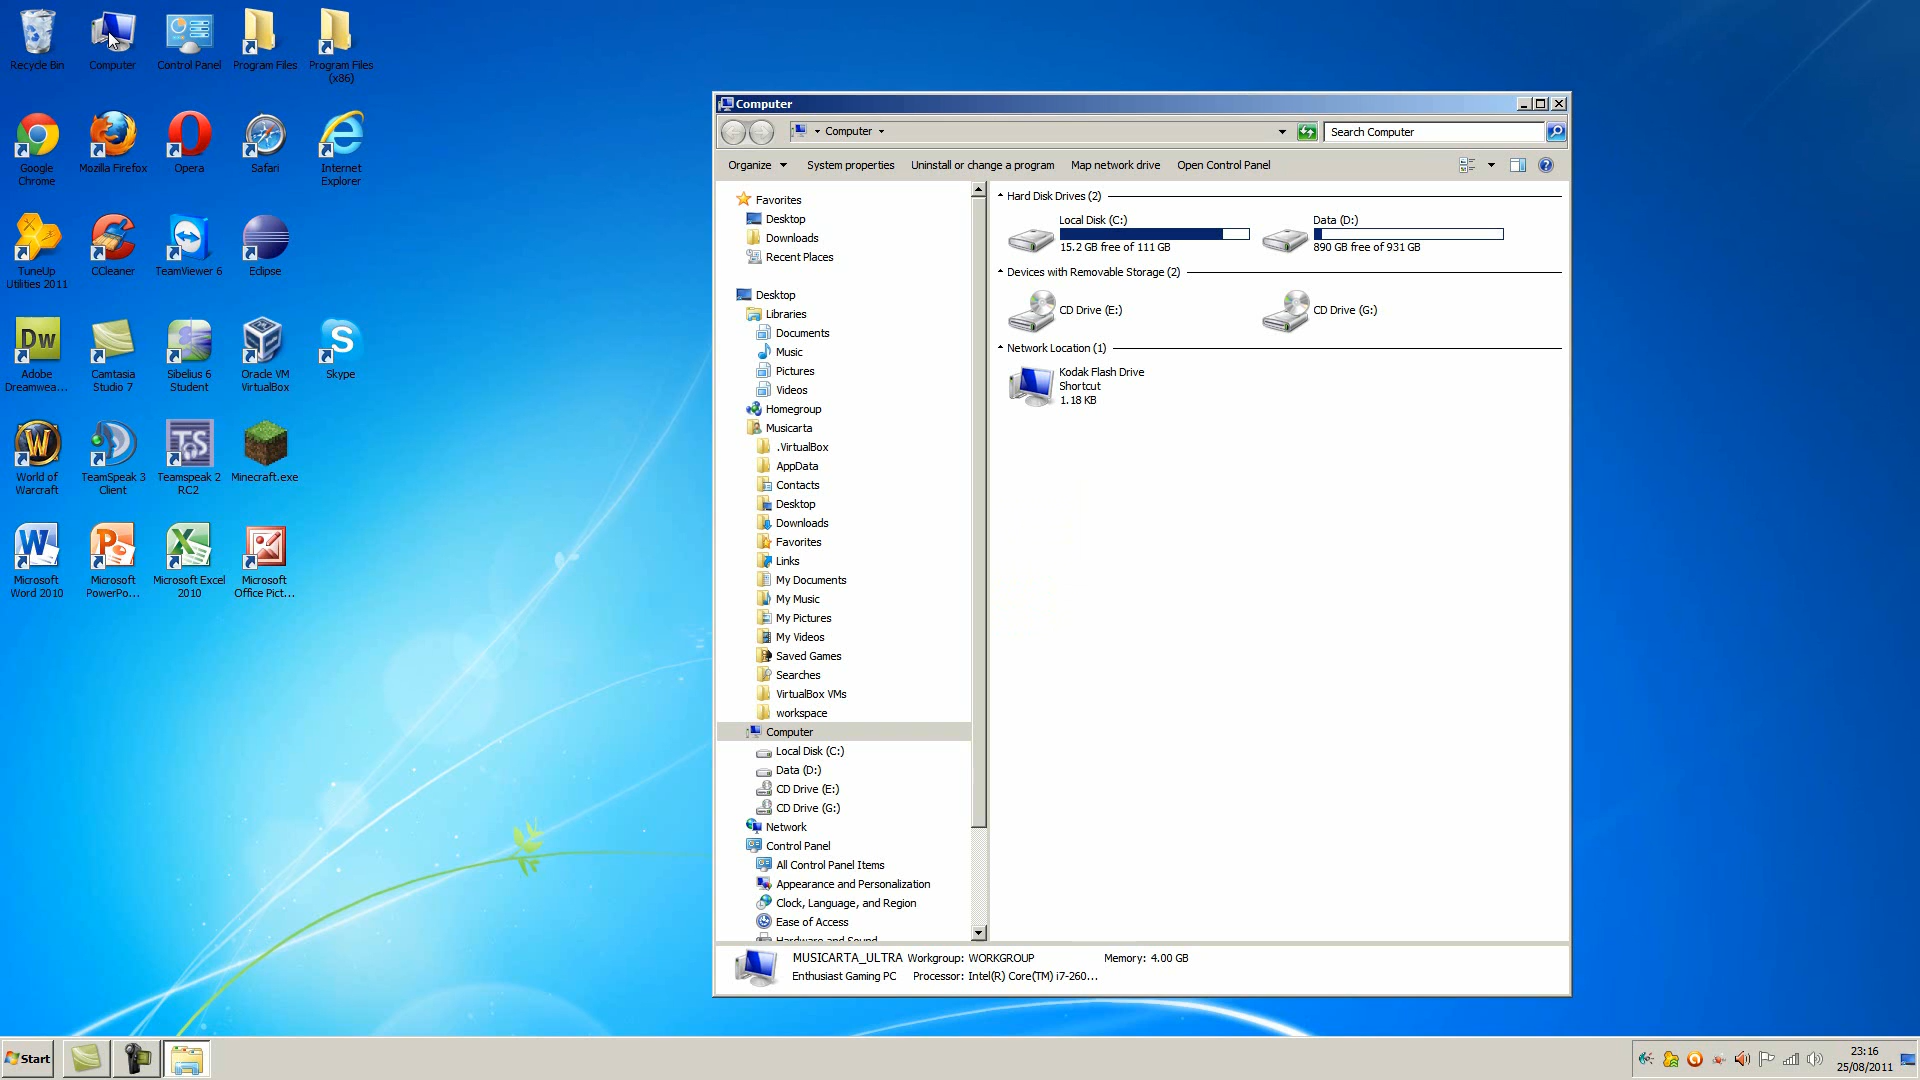 Recycle Bin
Computer
Control Panel
Program Files
Program Files
(x86)
Google
Chrome
Mozilla Firefox
Opera
Safari
Internet
Explorer
TuneUp
Utilities 2011
CCleaner
TeamViewer 6
Eclipse
Dw
Adobe
Dreamwea...
Camtasia
Studio 7
Sibelius 6
Student
Oracle VM
VirtualBox
Skype
World of
Warcraft
TeamSpeak 3
Client
Teamspeak 2
RC2
Minecraft.exe
Microsoft
Word 2010
Microsoft
PowerPo...
Microsoft Excel
2010
Microsoft
Office Pict...
Computer
Computer
Search Computer
Organize
System properties
Uninstall or change a program
Map network drive
Open Control Panel
Favorites
Desktop
Downloads
Recent Places
Desktop
Libraries
Documents
Music
Pictures
Videos
Homegroup
Musicarta
.VirtualBox
AppData
Contacts
Desktop
Downloads
Favorites
Links
My Documents
My Music
My Pictures
My Videos
Saved Games
Searches
VirtualBox VMs
workspace
Computer
Local Disk (C:)
Data (D:)
CD Drive (E:)
CD Drive (G:)
Network
Control Panel
All Control Panel Items
Appearance and Personalization
Clock, Language, and Region
Ease of Access
Hardware and Sound
Hard Disk Drives (2)
Local Disk (C:)
15.2 GB free of 111 GB
Data (D:)
890 GB free of 931 GB
Devices with Removable Storage (2)
CD Drive (E:)
CD Drive (G:)
Network Location (1)
Kodak Flash Drive
Shortcut
1.18 KB
MUSICARTA_ULTRA Workgroup: WORKGROUP Memory: 4.00 GB
Enthusiast Gaming PC Processor: Intel(R) Core(TM) i7-260...
Start
23:16
25/08/2011